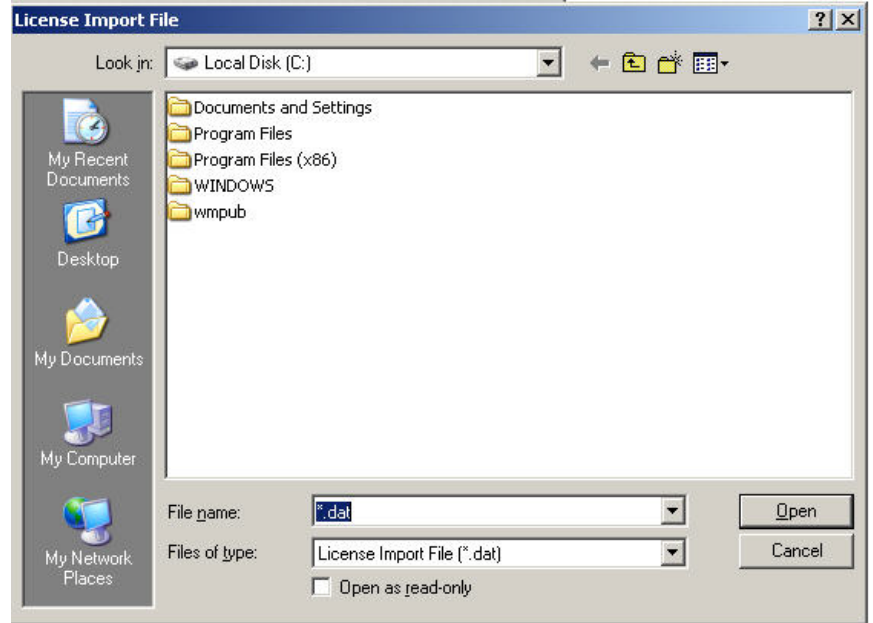 License Import File
Look in: Local Disk (C:)
Documents and Settings
Program Files
Program Files (x86)
WINDOWS
wmpub
My Recent
Documents
Desktop
My Documents
My Computer
My Network
Places
File name: *.dat Open
Files of type: License Import File (*.dat) Cancel
Open as read-only